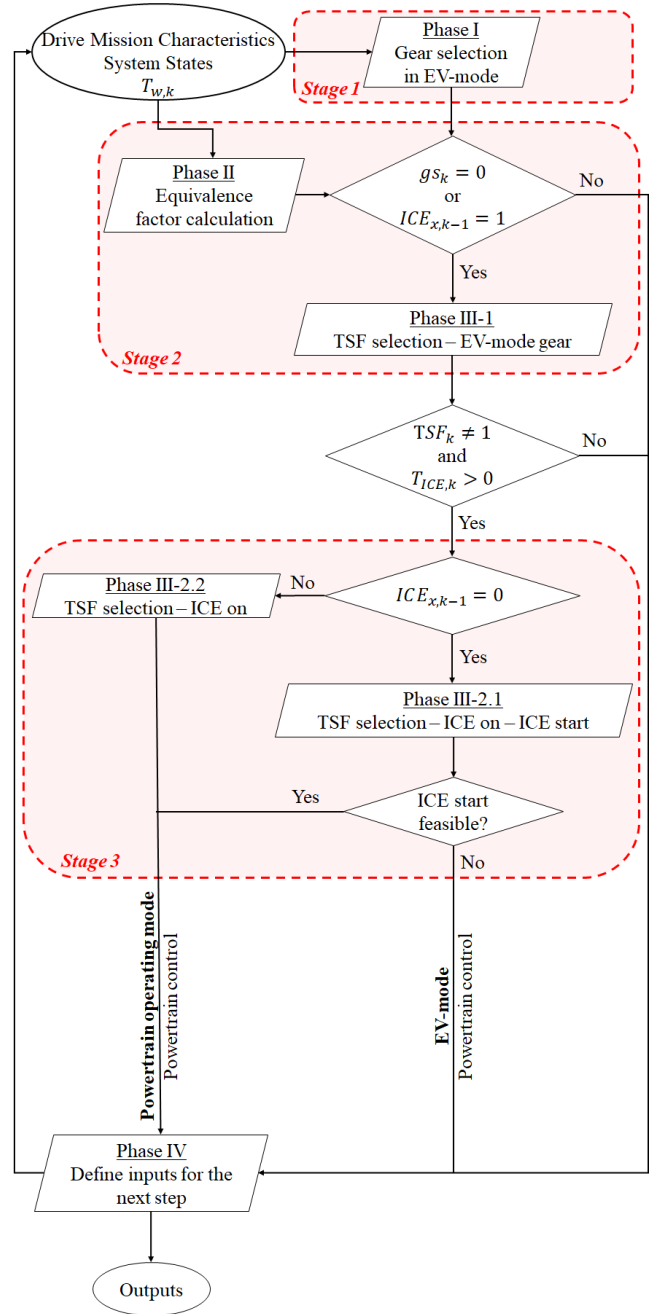 Drive Mission Characteristics
System States
T_{w,k}
Phase I
Gear selection
in EV-mode
Stage 1
Phase II
Equivalence
factor calculation
gs_k = 0
or
ICE_{x,k−1} = 1
No
Yes
Phase III-1
TSF selection – EV-mode gear
Stage 2
TSF_k ≠ 1
and
T_{ICE,k} > 0
No
Yes
Phase III-2.2
TSF selection – ICE on
No
ICE_{x,k−1} = 0
Yes
Phase III-2.1
TSF selection – ICE on – ICE start
Yes
ICE start
feasible?
No
Stage 3
Powertrain operating mode
Powertrain control
EV-mode
Powertrain control
Phase IV
Define inputs for the
next step
Outputs